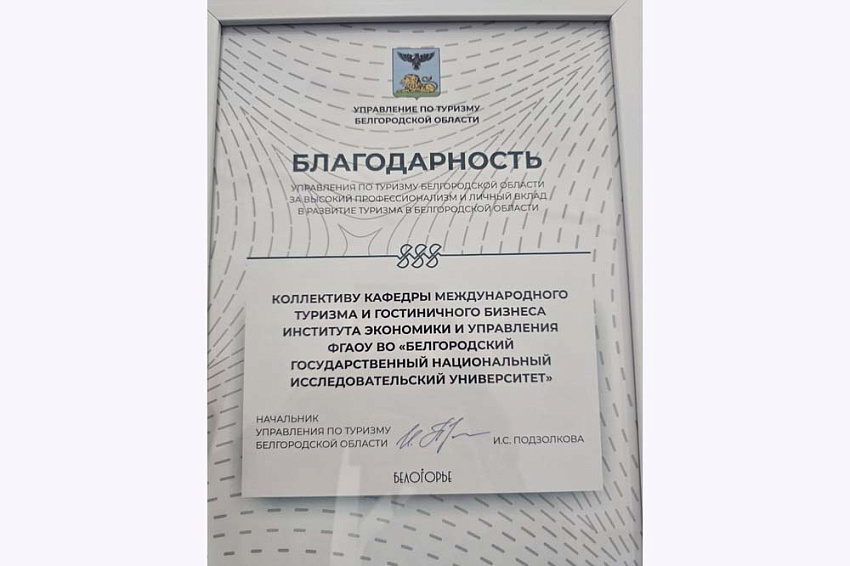 УПРАВЛЕНИЕ ПО ТУРИЗМУ
БЕЛГОРОДСКОЙ ОБЛАСТИ
БЛАГОДАРНОСТЬ
УПРАВЛЕНИЯ ПО ТУРИЗМУ БЕЛГОРОДСКОЙ ОБЛАСТИ
ЗА ВЫСОКИЙ ПРОФЕССИОНАЛИЗМ И ЛИЧНЫЙ ВКЛАД
В РАЗВИТИЕ ТУРИЗМА В БЕЛГОРОДСКОЙ ОБЛАСТИ
КОЛЛЕКТИВУ КАФЕДРЫ МЕЖДУНАРОДНОГО
ТУРИЗМА И ГОСТИНИЧНОГО БИЗНЕСА
ИНСТИТУТА ЭКОНОМИКИ И УПРАВЛЕНИЯ
ФГАОУ ВО «БЕЛГОРОДСКИЙ
ГОСУДАРСТВЕННЫЙ НАЦИОНАЛЬНЫЙ
ИССЛЕДОВАТЕЛЬСКИЙ УНИВЕРСИТЕТ»
НАЧАЛЬНИК
УПРАВЛЕНИЯ ПО ТУРИЗМУ
БЕЛГОРОДСКОЙ ОБЛАСТИ
И.С. ПОДЗОЛКОВА
БЕЛОГОРЬЕ